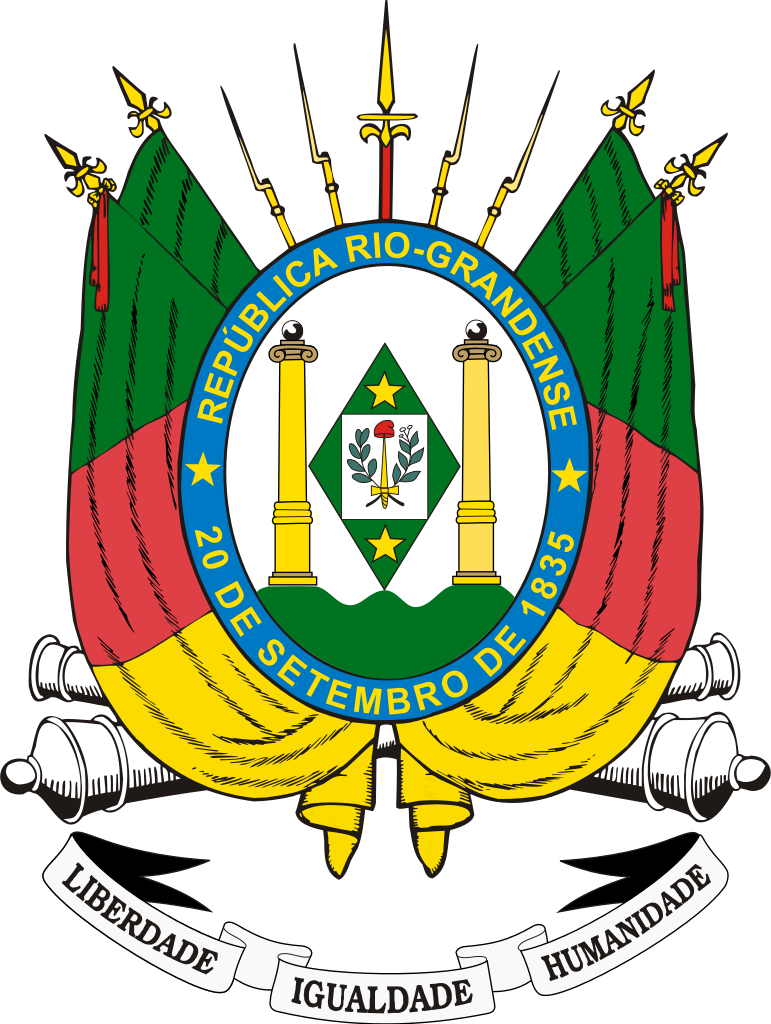 REPÚBLICA RIO-GRANDENSE
20 DE SETEMBRO DE 1835
LIBERDADE
IGUALDADE
HUMANIDADE